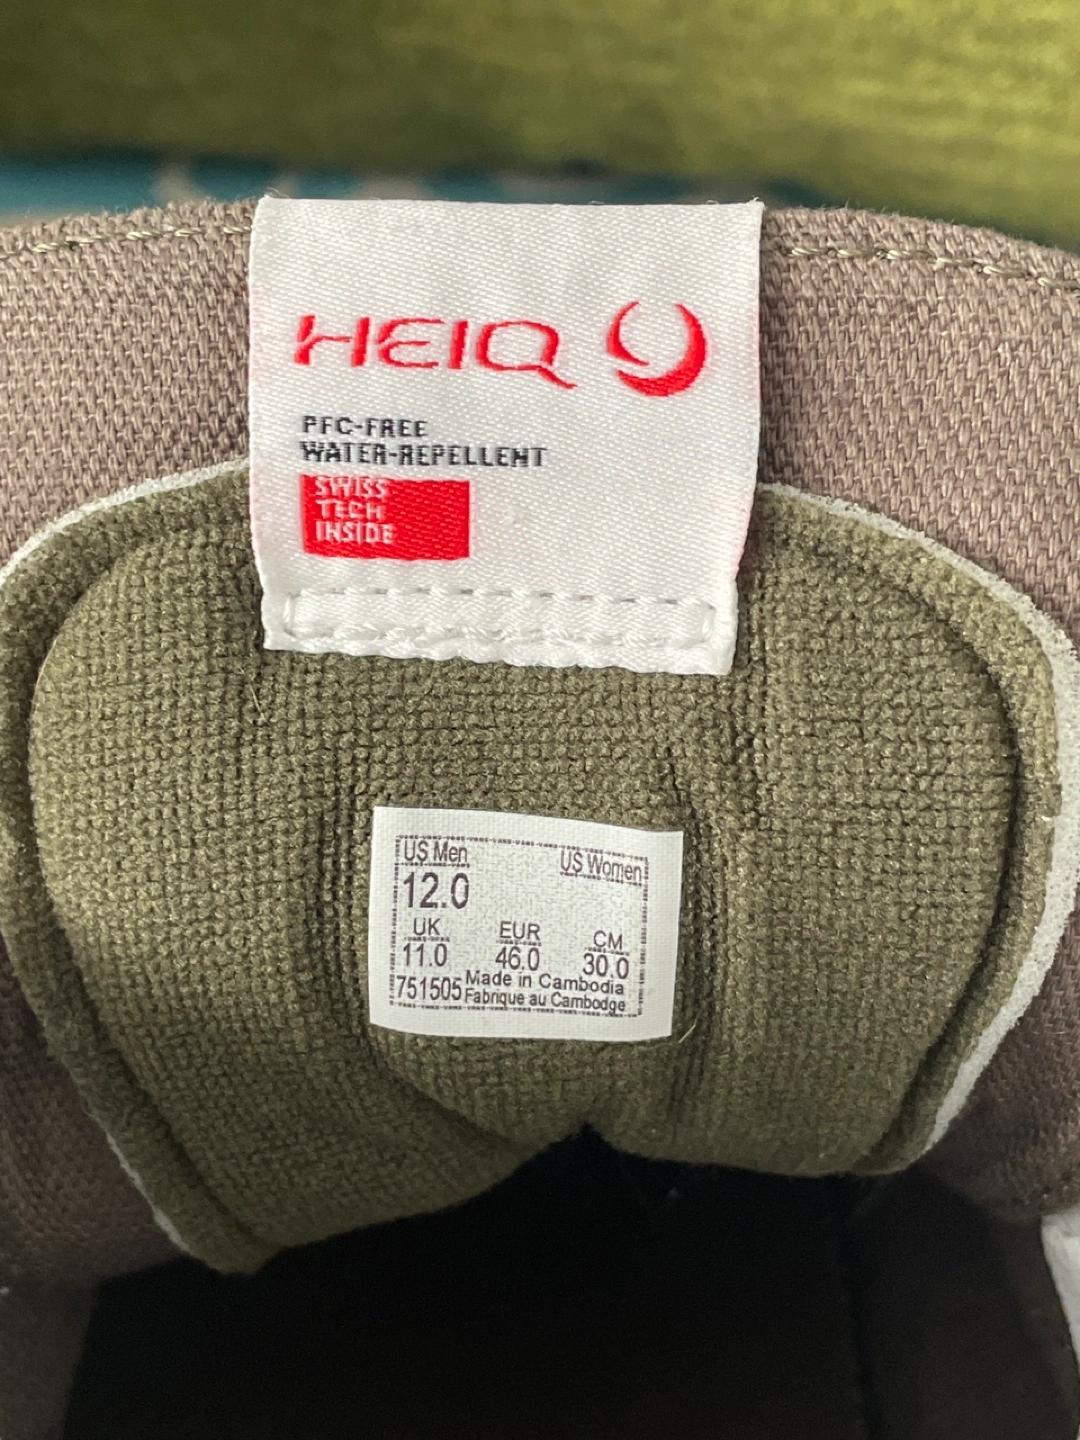 HEIQ
PFC-FREE
WATER-REPELLENT
SWISS
TECH
INSIDE
US Men US Women
12.0
UK EUR CM
11.0 46.0 30.0
751505 Made in Cambodia
Fabrique au Cambodge